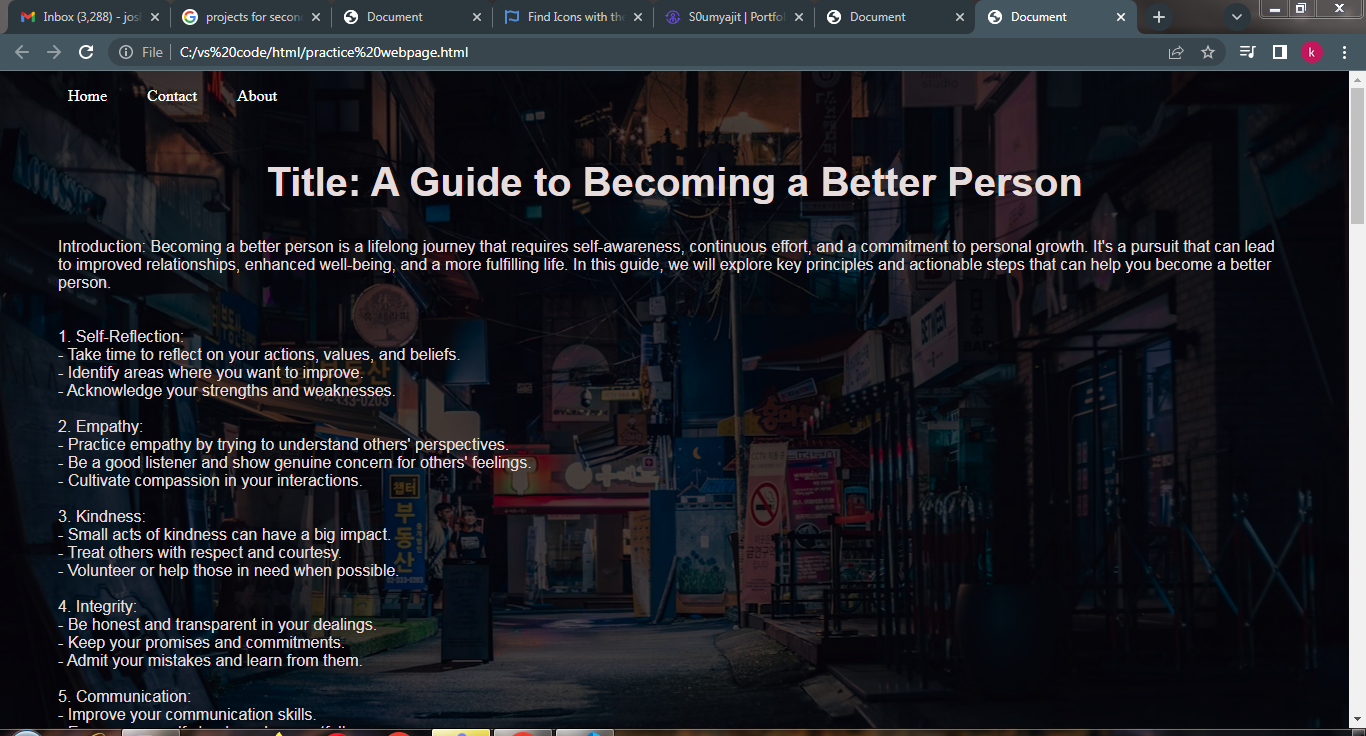 Inbox (3,288) - josl
projects for secon
Document
Find Icons with the
S0umyajit | Portfol
Document
Document
File
C:/vs%20code/html/practice%20webpage.html
k
Home Contact About
Title: A Guide to Becoming a Better Person
Introduction: Becoming a better person is a lifelong journey that requires self-awareness, continuous effort, and a commitment to personal growth. It's a pursuit that can lead
to improved relationships, enhanced well-being, and a more fulfilling life. In this guide, we will explore key principles and actionable steps that can help you become a better
person.
1. Self-Reflection:
- Take time to reflect on your actions, values, and beliefs.
- Identify areas where you want to improve.
- Acknowledge your strengths and weaknesses.
2. Empathy:
- Practice empathy by trying to understand others' perspectives.
- Be a good listener and show genuine concern for others' feelings.
- Cultivate compassion in your interactions.
3. Kindness:
- Small acts of kindness can have a big impact.
- Treat others with respect and courtesy.
- Volunteer or help those in need when possible.
4. Integrity:
- Be honest and transparent in your dealings.
- Keep your promises and commitments.
- Admit your mistakes and learn from them.
5. Communication:
- Improve your communication skills.
BETWEEN
챕터
부동산